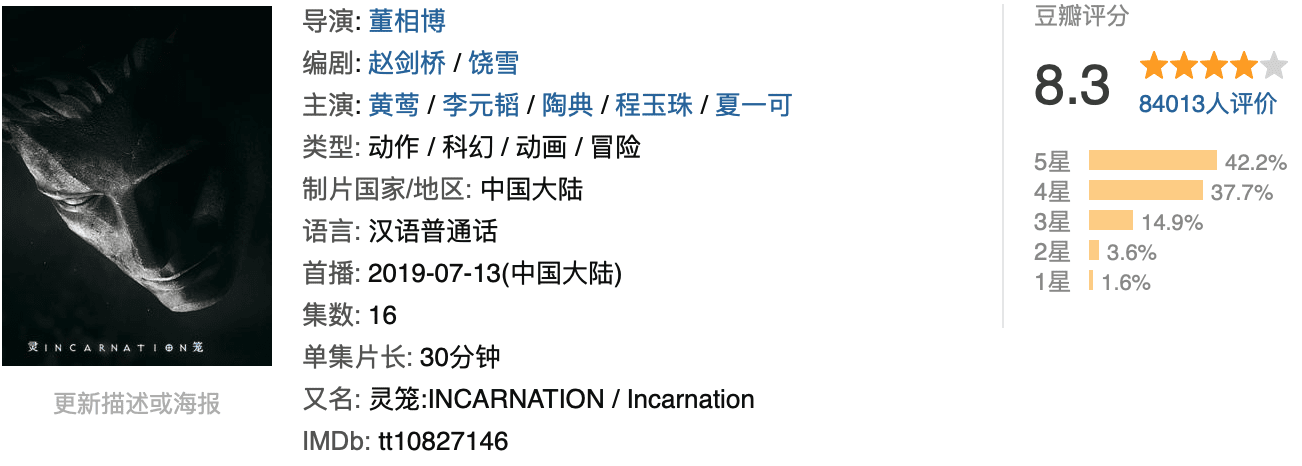 灵INCARNATION笼
更新描述或海报
导演: 董相博
编剧: 赵剑桥 / 饶雪
主演: 黄莺 / 李元韬 / 陶典 / 程玉珠 / 夏一可
类型: 动作 / 科幻 / 动画 / 冒险
制片国家/地区: 中国大陆
语言: 汉语普通话
首播: 2019-07-13(中国大陆)
集数: 16
单集片长: 30分钟
又名: 灵笼:INCARNATION / Incarnation
IMDb: tt10827146
豆瓣评分
8.3
84013人评价
5星 42.2%
4星 37.7%
3星 14.9%
2星 3.6%
1星 1.6%